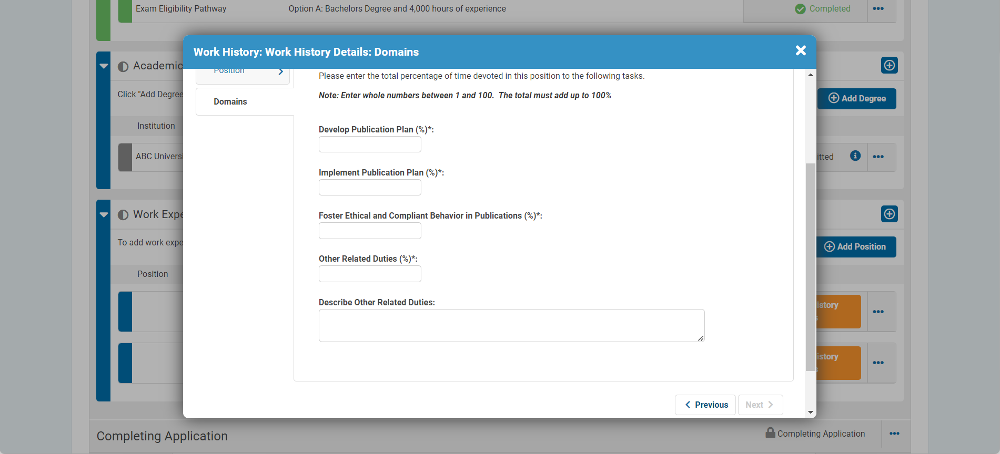 Exam Eligibility Pathway
Option A: Bachelors Degree and 4,000 hours of experience
Completed
Work History: Work History Details: Domains
Position
Domains
Please enter the total percentage of time devoted in this position to the following tasks.
Note: Enter whole numbers between 1 and 100.  The total must add up to 100%
Develop Publication Plan (%)*:
Implement Publication Plan (%)*:
Foster Ethical and Compliant Behavior in Publications (%)*:
Other Related Duties (%)*:
Describe Other Related Duties:
Previous
Next
Academic
Click "Add Degree
Add Degree
Institution
ABC Universi
itted
Work Expe
To add work expe
Add Position
Position
istory
s
istory
s
Completing Application
Completing Application